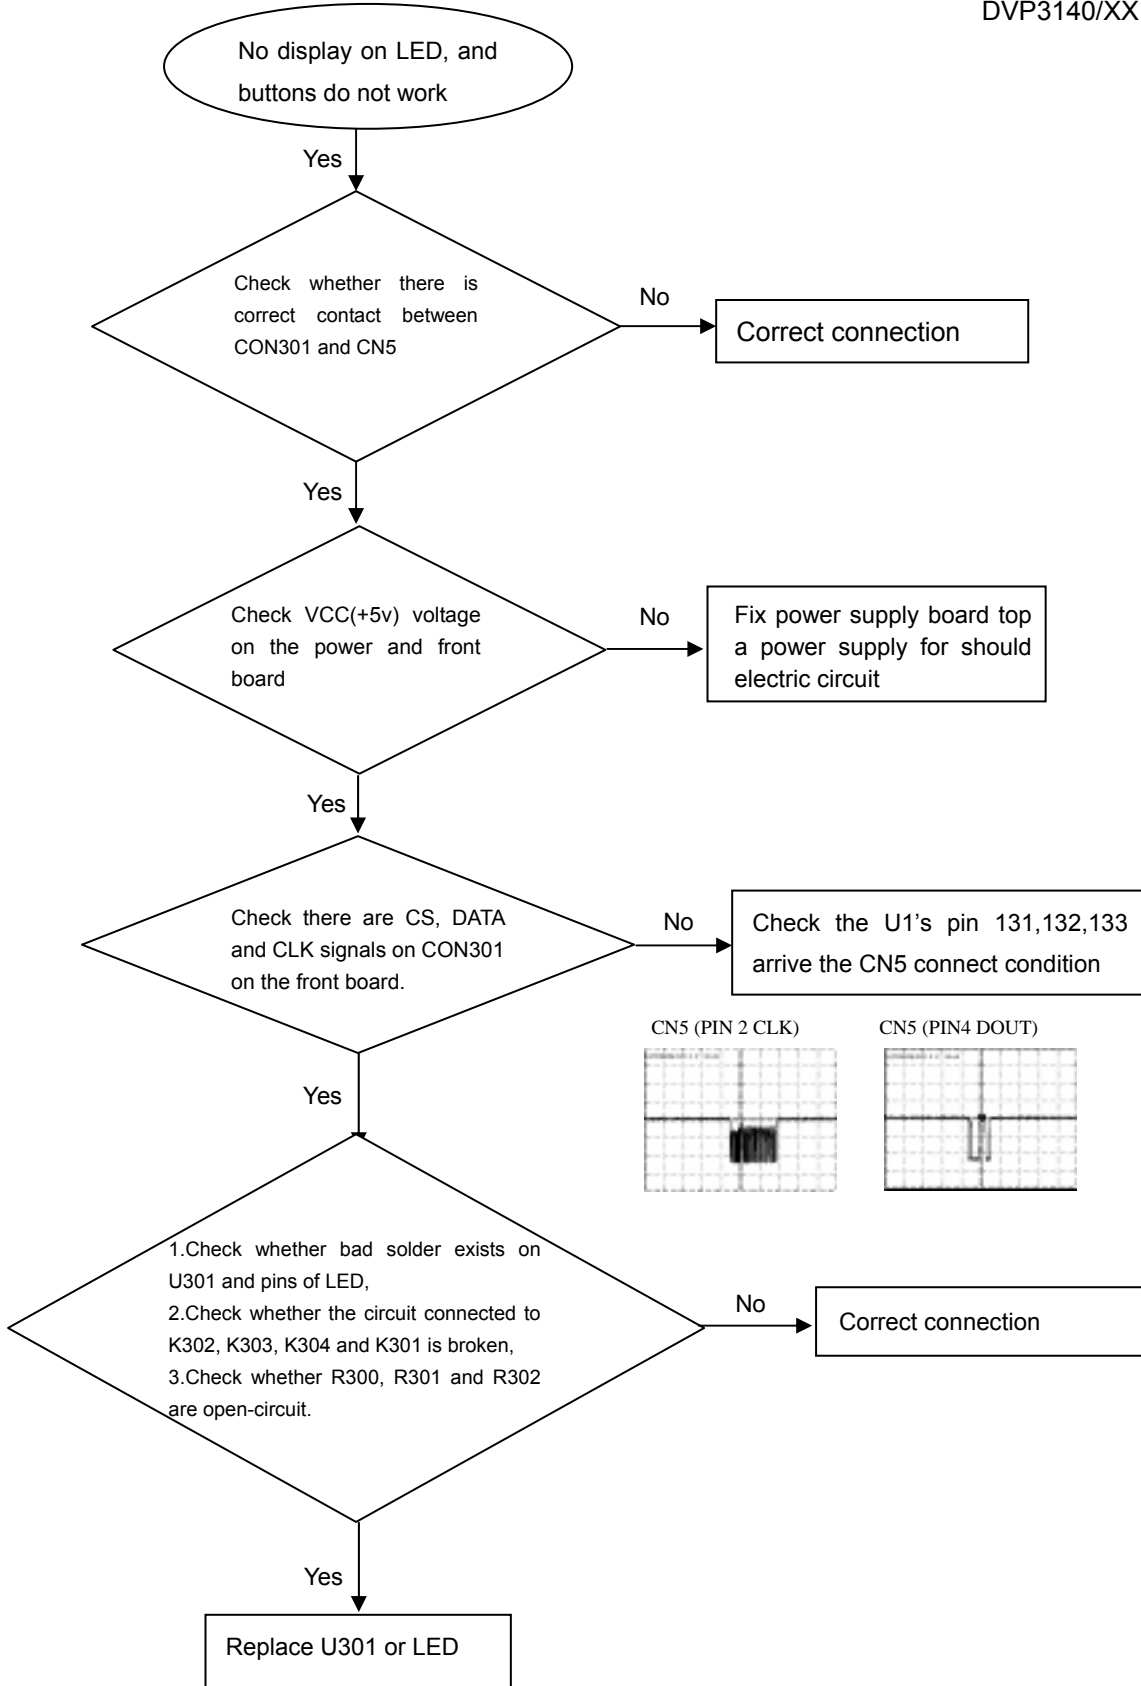 DVP3140/XX
No display on LED, and
buttons do not work
Yes
Check whether there is
correct contact between
CON301 and CN5
No
Correct connection
Yes
Check VCC(+5v) voltage
on the power and front
board
No
Fix power supply board top
a power supply for should
electric circuit
Yes
Check there are CS, DATA
and CLK signals on CON301
on the front board.
No
Check the U1's pin 131,132,133
arrive the CN5 connect condition
CN5 (PIN 2 CLK)
CN5 (PIN4 DOUT)
Yes
1.Check whether bad solder exists on
U301 and pins of LED,
2.Check whether the circuit connected to
K302, K303, K304 and K301 is broken,
3.Check whether R300, R301 and R302
are open-circuit.
No
Correct connection
Yes
Replace U301 or LED